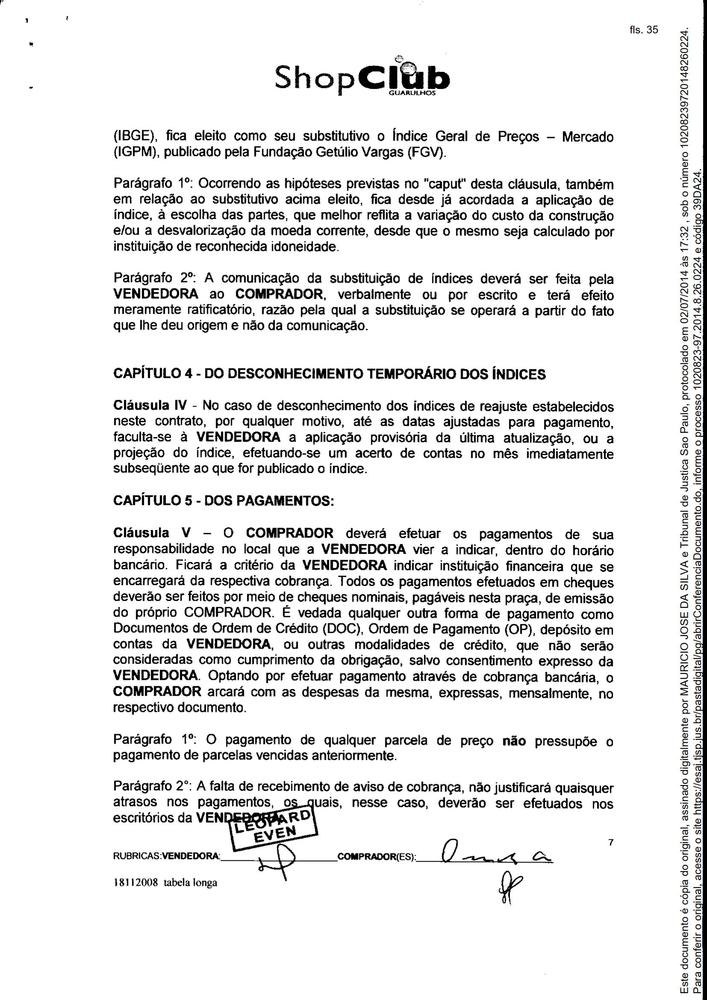 fls. 35
ShopClub
GUARULHOS
(IBGE), fica eleito como seu substitutivo o Índice Geral de Preços – Mercado
(IGPM), publicado pela Fundação Getúlio Vargas (FGV).
Parágrafo 1º: Ocorrendo as hipóteses previstas no "caput" desta cláusula, também
em relação ao substitutivo acima eleito, fica desde já acordada a aplicação de
índice, à escolha das partes, que melhor reflita a variação do custo da construção
e/ou a desvalorização da moeda corrente, desde que o mesmo seja calculado por
instituição de reconhecida idoneidade.
Parágrafo 2º: A comunicação da substituição de índices deverá ser feita pela
VENDEDORA ao COMPRADOR, verbalmente ou por escrito e terá efeito
meramente ratificatório, razão pela qual a substituição se operará a partir do fato
que lhe deu origem e não da comunicação.
CAPÍTULO 4 - DO DESCONHECIMENTO TEMPORÁRIO DOS ÍNDICES
Cláusula IV - No caso de desconhecimento dos índices de reajuste estabelecidos
neste contrato, por qualquer motivo, até as datas ajustadas para pagamento,
faculta-se à VENDEDORA a aplicação provisória da última atualização, ou a
projeção do índice, efetuando-se um acerto de contas no mês imediatamente
subseqüente ao que for publicado o índice.
CAPÍTULO 5 - DOS PAGAMENTOS:
Cláusula V – O COMPRADOR deverá efetuar os pagamentos de sua
responsabilidade no local que a VENDEDORA vier a indicar, dentro do horário
bancário. Ficará a critério da VENDEDORA indicar instituição financeira que se
encarregará da respectiva cobrança. Todos os pagamentos efetuados em cheques
deverão ser feitos por meio de cheques nominais, pagáveis nesta praça, de emissão
do próprio COMPRADOR. É vedada qualquer outra forma de pagamento como
Documentos de Ordem de Crédito (DOC), Ordem de Pagamento (OP), depósito em
contas da VENDEDORA, ou outras modalidades de crédito, que não serão
consideradas como cumprimento da obrigação, salvo consentimento expresso da
VENDEDORA. Optando por efetuar pagamento através de cobrança bancária, o
COMPRADOR arcará com as despesas da mesma, expressas, mensalmente, no
respectivo documento.
Parágrafo 1º: O pagamento de qualquer parcela de preço não pressupõe o
pagamento de parcelas vencidas anteriormente.
Parágrafo 2°: A falta de recebimento de aviso de cobrança, não justificará quaisquer
atrasos nos pagamentos, os quais, nesse caso, deverão ser efetuados nos
escritórios da VENDEDORA
LEOPARD
EVEN
7
RUBRICAS:VENDEDORA: COMPRADOR(ES):
18112008 tabela longa
Este documento é cópia do original, assinado digitalmente por MAURICIO JOSE DA SILVA e Tribunal de Justica Sao Paulo, protocolado em 02/07/2014 às 17:32 , sob o número 10208239720148260224.
Para conferir o original, acesse o site https://esaj.tjsp.jus.br/pastadigital/pg/abrirConferenciaDocumento.do, informe o processo 1020823-97.2014.8.26.0224 e código 39DA24.